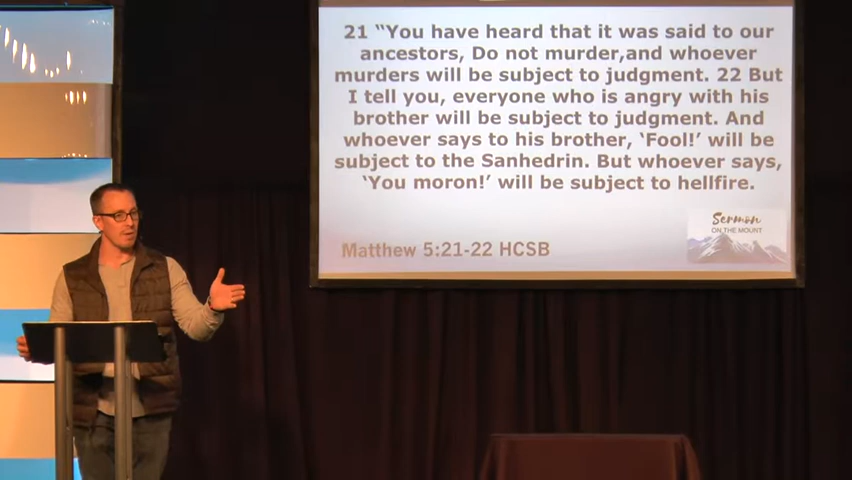 21 “You have heard that it was said to our
ancestors, Do not murder,and whoever
murders will be subject to judgment. 22 But
I tell you, everyone who is angry with his
brother will be subject to judgment. And
whoever says to his brother, ‘Fool!’ will be
subject to the Sanhedrin. But whoever says,
‘You moron!’ will be subject to hellfire.
Sermon
ON THE MOUNT
Matthew 5:21-22 HCSB